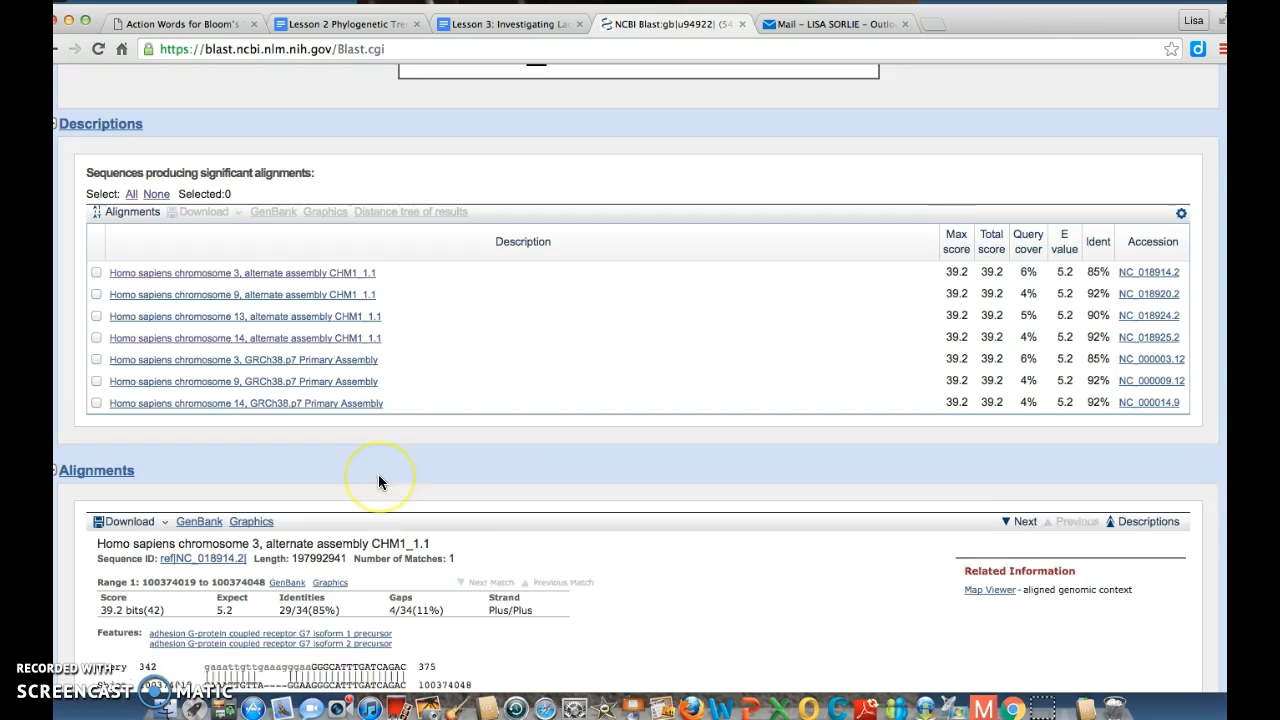 Action Words for Bloom's
Lesson 2 Phylogenetic Tre
Lesson 3: Investigating La
NCBI Blast:gb|u94922| (54
Mail – LISA SORLIE – Outlo
Lisa
https://blast.ncbi.nlm.nih.gov/Blast.cgi
Descriptions
Sequences producing significant alignments:
Select: All None Selected:0
Alignments Download GenBank Graphics Distance tree of results
Description Max score Total score Query cover E value Ident Accession
Homo sapiens chromosome 3, alternate assembly CHM1_1.1 39.2 39.2 6% 5.2 85% NC_018914.2
Homo sapiens chromosome 9, alternate assembly CHM1_1.1 39.2 39.2 4% 5.2 92% NC_018920.2
Homo sapiens chromosome 13, alternate assembly CHM1_1.1 39.2 39.2 5% 5.2 90% NC_018924.2
Homo sapiens chromosome 14, alternate assembly CHM1_1.1 39.2 39.2 4% 5.2 92% NC_018925.2
Homo sapiens chromosome 3, GRCh38.p7 Primary Assembly 39.2 39.2 6% 5.2 85% NC_000003.12
Homo sapiens chromosome 9, GRCh38.p7 Primary Assembly 39.2 39.2 4% 5.2 92% NC_000009.12
Homo sapiens chromosome 14, GRCh38.p7 Primary Assembly 39.2 39.2 4% 5.2 92% NC_000014.9
Alignments
Download GenBank Graphics Next Previous Descriptions
Homo sapiens chromosome 3, alternate assembly CHM1_1.1
Sequence ID: ref|NC_018914.2| Length: 197992941 Number of Matches: 1
Related Information
Range 1: 100374019 to 100374048 GenBank Graphics Next Match Previous Match
Map Viewer - aligned genomic context
Score Expect Identities Gaps Strand
39.2 bits(42) 5.2 29/34(85%) 4/34(11%) Plus/Plus
Features: adhesion G-protein coupled receptor G7 isoform 1 precursor
adhesion G-protein coupled receptor G7 isoform 2 precursor
342 gaaattgttgaaagggaaGGGCATTTGATCAGAC 375
GGAAGGGCATTTGATCAGAC 100374048
RECORDED WITH
SCREENCAST MATIC